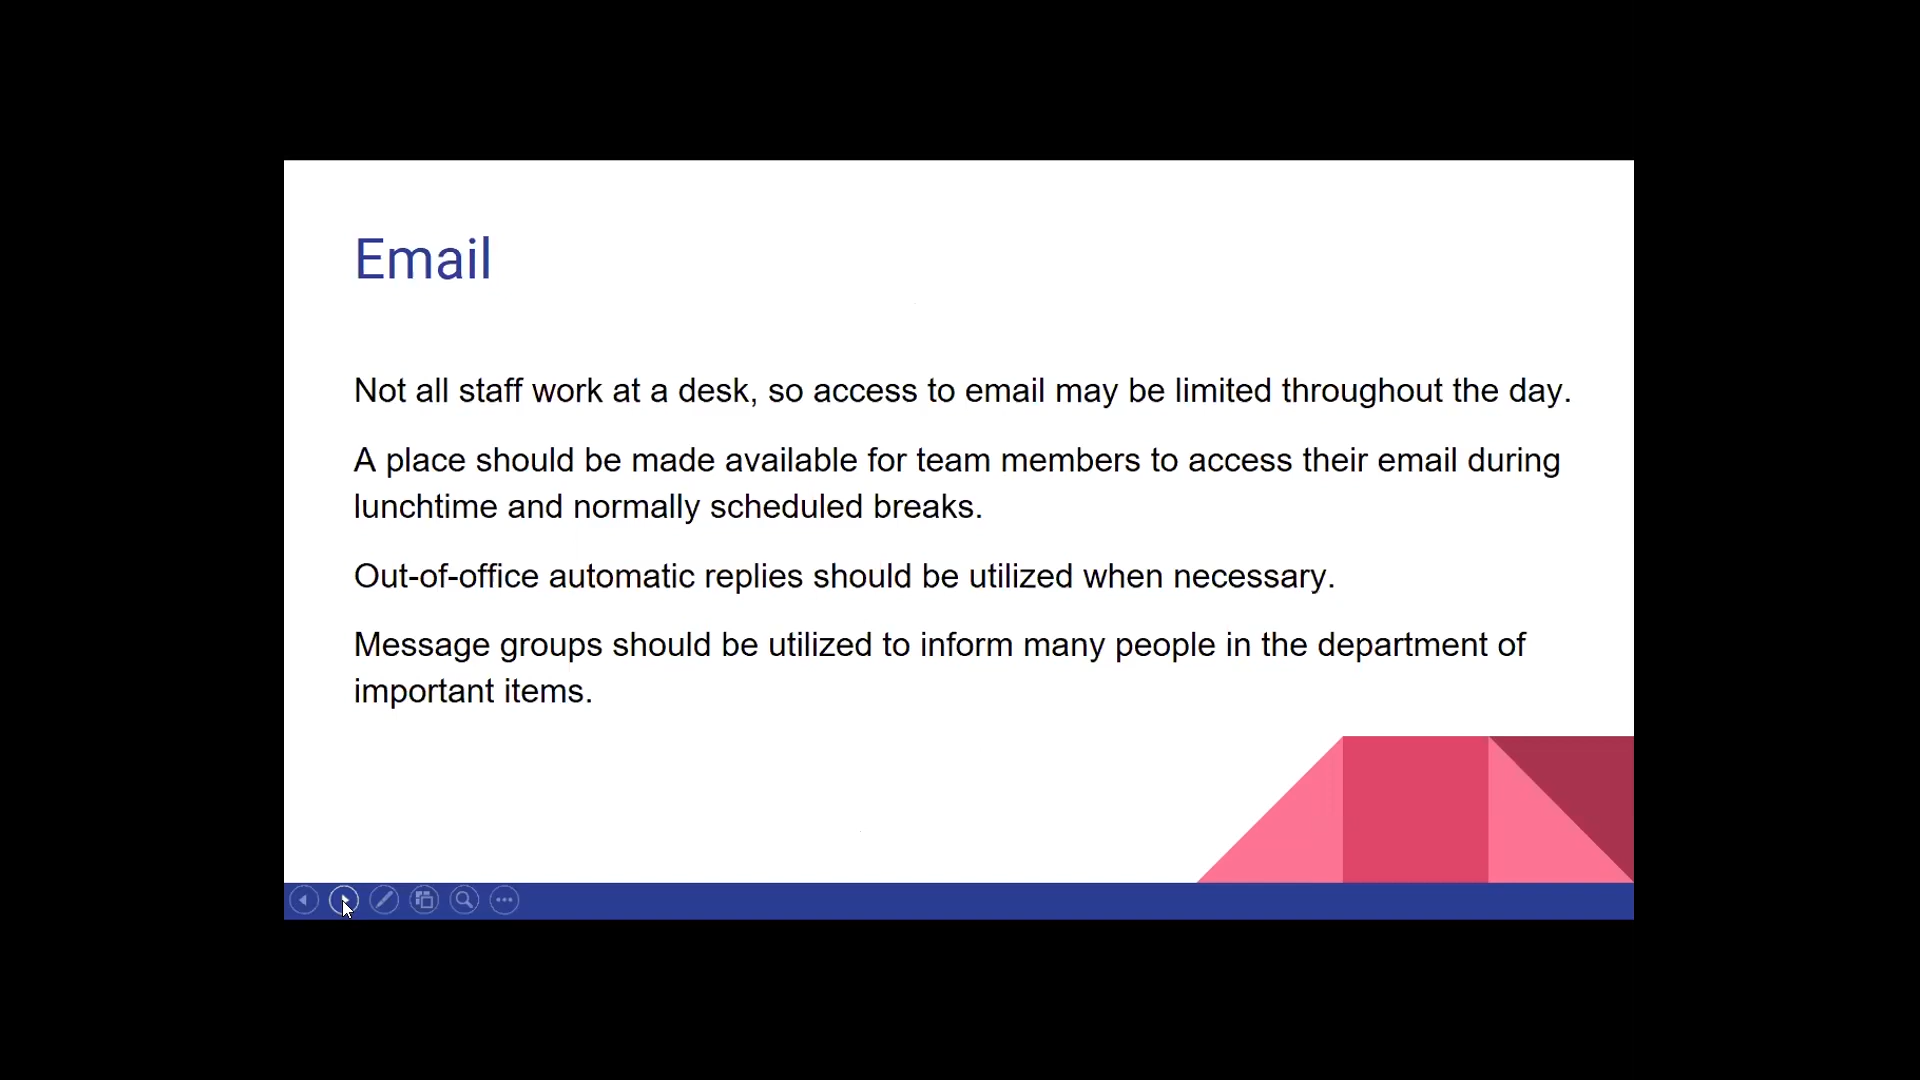 Email
Not all staff work at a desk, so access to email may be limited throughout the day.
A place should be made available for team members to access their email during
lunchtime and normally scheduled breaks.
Out-of-office automatic replies should be utilized when necessary.
Message groups should be utilized to inform many people in the department of
important items.